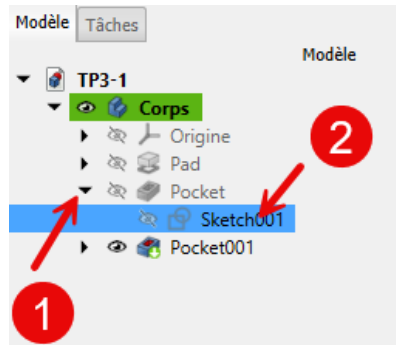 Modèle Tâches
Modèle
TP3-1
Corps
Origine
2
Pad
Pocket
Sketch001
Pocket001
1